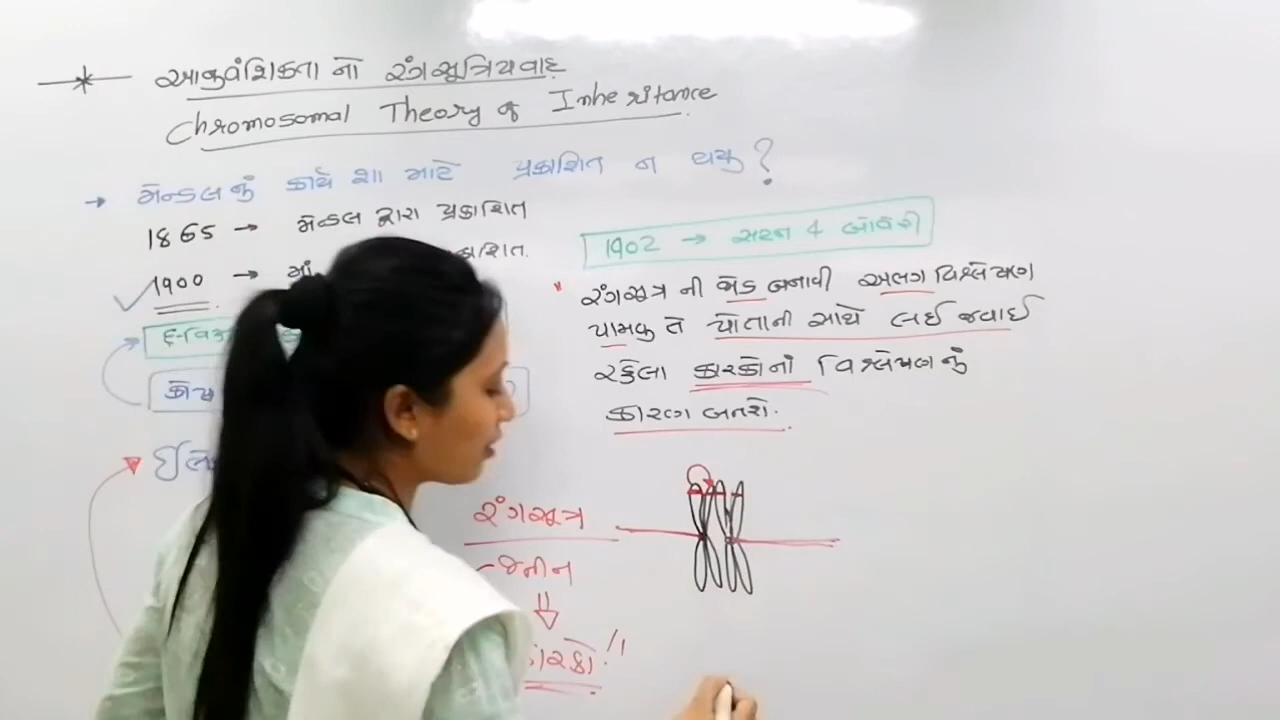 આનુવંશિકતા નો રંગસૂત્રિયવાદ
Chromosomal Theory of Inheritance
→ મેન્ડલનું કાર્ય શા માટે પ્રકાશિત ન થયું?
1865 → મેન્ડલ દ્વારા પ્રકાશિત
1900 →
1902 → સટન & બોવેરી
* રંગસૂત્ર ની જોડ બનાવી અલગ વિશ્લેષણ
પામવું તે પોતાની સાથે લઈ જવાઈ
રહેલા કારકોનાં વિશ્લેષણનું
કારણ બનશે.
રંગસૂત્ર
જનીન
⇓